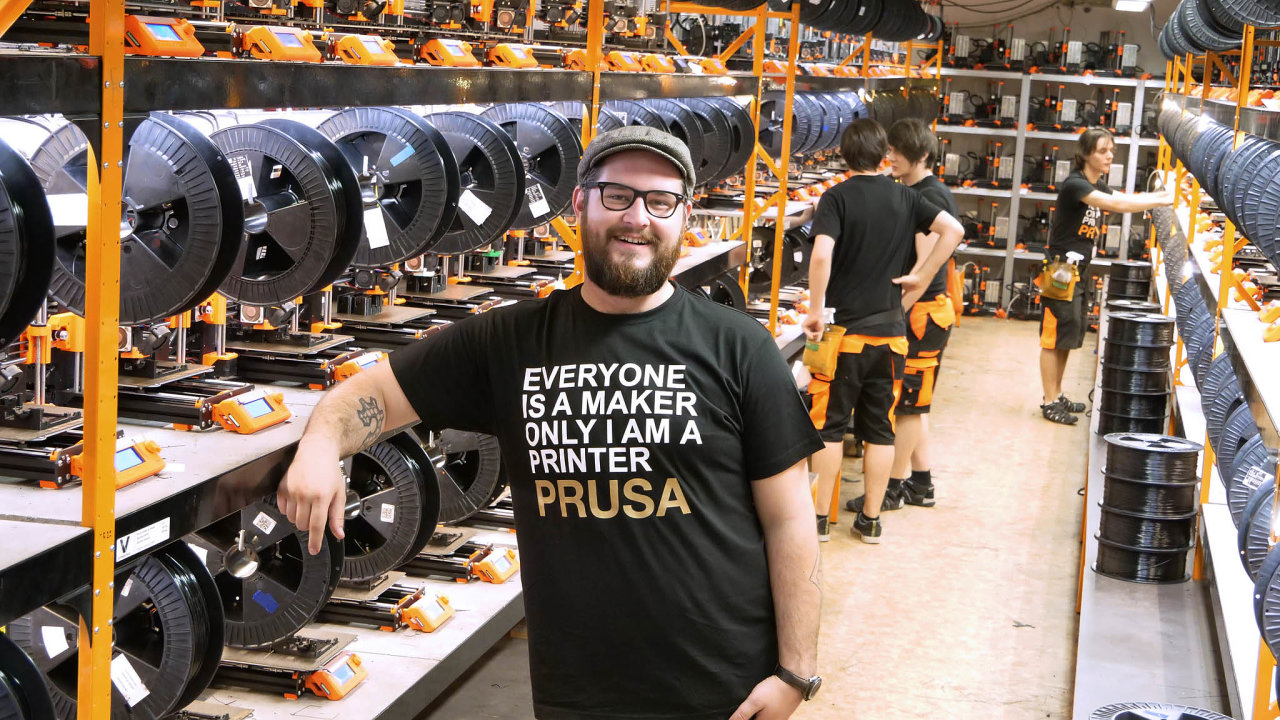 EVERYONE
IS A MAKER
ONLY I AM A
PRINTER
PRUSA